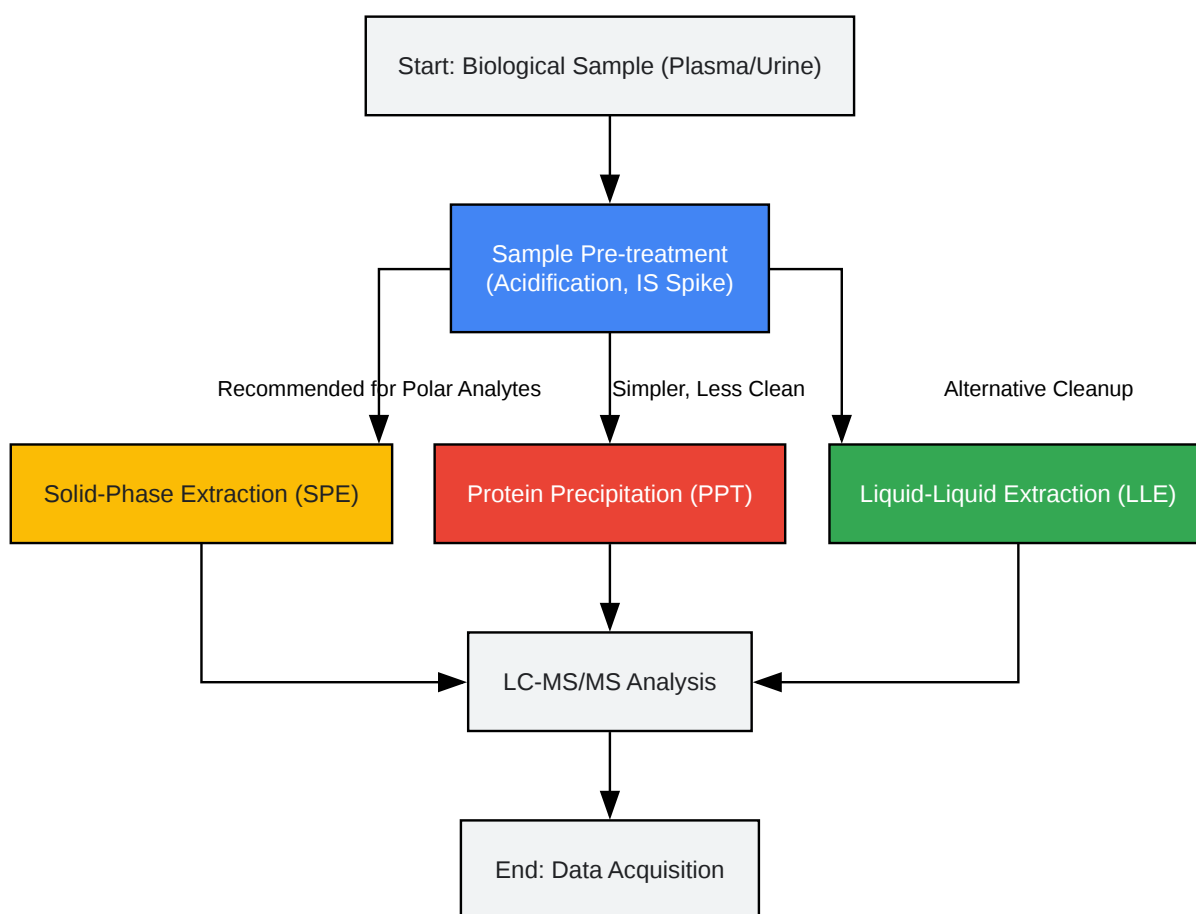 Start: Biological Sample (Plasma/Urine)
Sample Pre-treatment
(Acidification, IS Spike)
Recommended for Polar Analytes
Simpler, Less Clean
Alternative Cleanup
Solid-Phase Extraction (SPE)
Protein Precipitation (PPT)
Liquid-Liquid Extraction (LLE)
LC-MS/MS Analysis
End: Data Acquisition